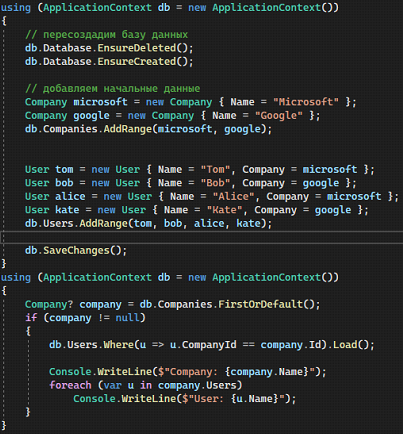 using (ApplicationContext db = new ApplicationContext())
{
// пересоздадим базу данных
db.Database.EnsureDeleted();
db.Database.EnsureCreated();
// добавляем начальные данные
Company microsoft = new Company { Name = "Microsoft" };
Company google = new Company { Name = "Google" };
db.Companies.AddRange(microsoft, google);
User tom = new User { Name = "Tom", Company = microsoft };
User bob = new User { Name = "Bob", Company = google };
User alice = new User { Name = "Alice", Company = microsoft };
User kate = new User { Name = "Kate", Company = google };
db.Users.AddRange(tom, bob, alice, kate);
db.SaveChanges();
}
using (ApplicationContext db = new ApplicationContext())
{
Company? company = db.Companies.FirstOrDefault();
if (company != null)
{
db.Users.Where(u => u.CompanyId == company.Id).Load();
Console.WriteLine($"Company: {company.Name}");
foreach (var u in company.Users)
Console.WriteLine($"User: {u.Name}");
}
}